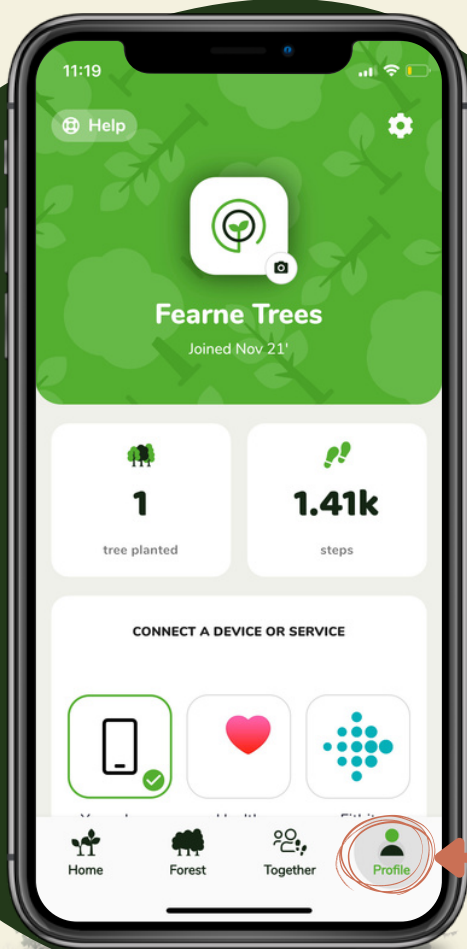 11:19
Help
Fearne Trees
Joined Nov 21'
1
tree planted
1.41k
steps
CONNECT A DEVICE OR SERVICE
Home
Forest
Together
Profile